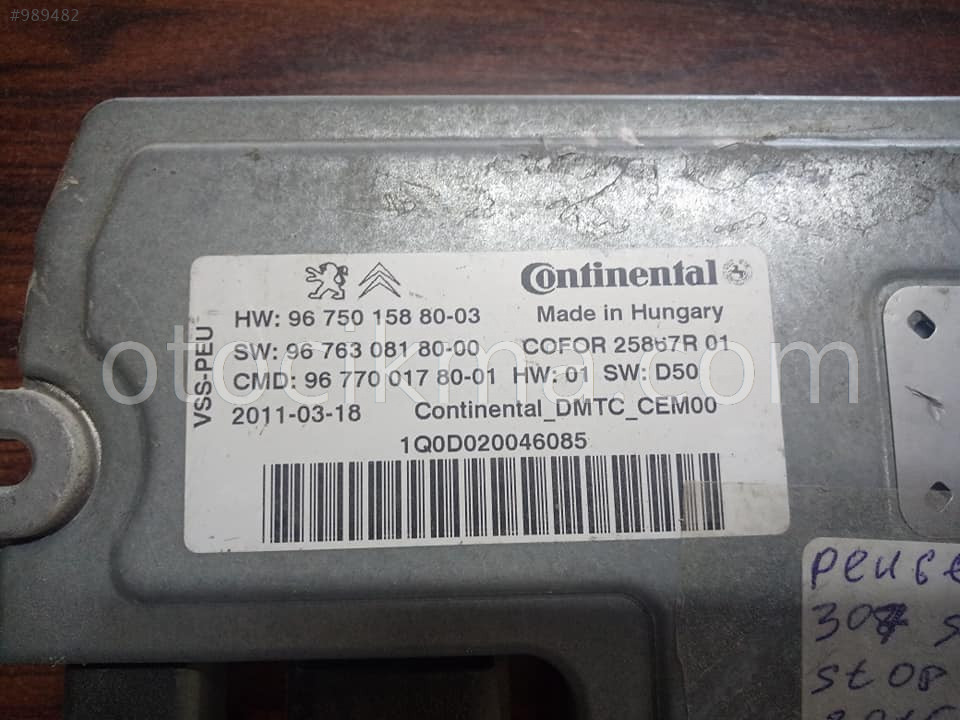 #989482
Continental
HW: 96 750 158 80-03 Made in Hungary
SW: 96 763 081 80-00 COFOR 25867R 01
CMD: 96 770 017 80-01 HW: 01 SW: D50
2011-03-18 Continental_DMTC_CEM00
1Q0D020046085
VSS-PEU
otocikma.com
peuge
307 s
stop